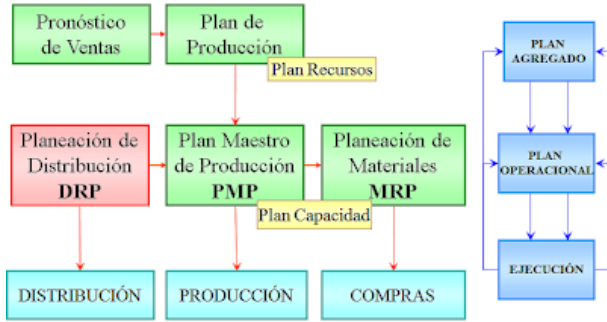 Pronóstico
de Ventas
Plan de
Producción
Plan Recursos
Planeación de
Distribución
DRP
Plan Maestro
de Producción
PMP
Planeación de
Materiales
MRP
Plan Capacidad
DISTRIBUCIÓN
PRODUCCIÓN
COMPRAS
PLAN
AGREGADO
PLAN
OPERACIONAL
EJECUCIÓN